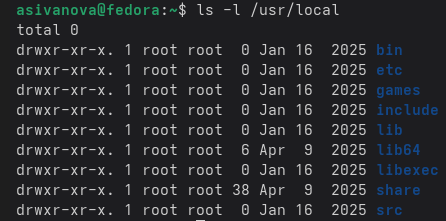 asivanova@fedora:~$ ls -l /usr/local
total 0
drwxr-xr-x. 1 root root  0 Jan 16  2025 bin
drwxr-xr-x. 1 root root  0 Jan 16  2025 etc
drwxr-xr-x. 1 root root  0 Jan 16  2025 games
drwxr-xr-x. 1 root root  0 Jan 16  2025 include
drwxr-xr-x. 1 root root  0 Jan 16  2025 lib
drwxr-xr-x. 1 root root  6 Apr  9  2025 lib64
drwxr-xr-x. 1 root root  0 Jan 16  2025 libexec
drwxr-xr-x. 1 root root 38 Apr  9  2025 share
drwxr-xr-x. 1 root root  0 Jan 16  2025 src